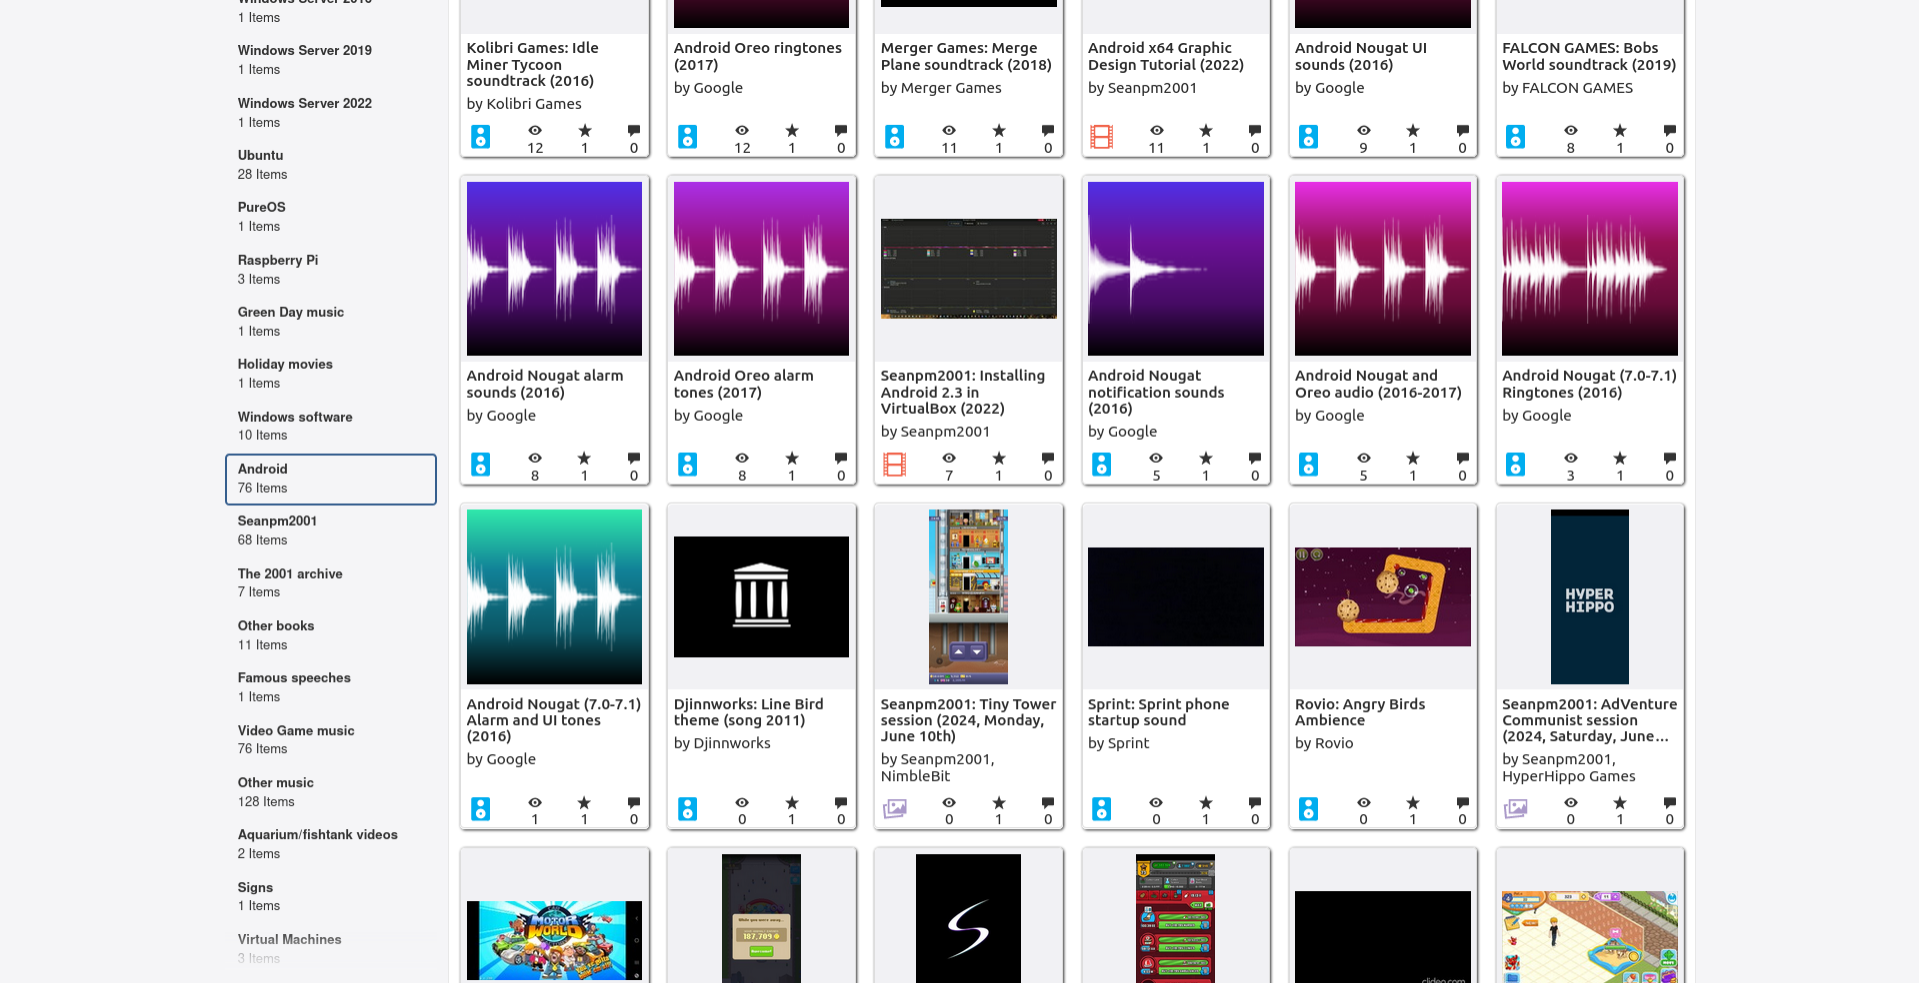 1 Items
Windows Server 2019
1 Items
Windows Server 2022
1 Items
Ubuntu
28 Items
PureOS
1 Items
Raspberry Pi
3 Items
Green Day music
1 Items
Holiday movies
1 Items
Windows software
10 Items
Android
76 Items
Seanpm2001
68 Items
The 2001 archive
7 Items
Other books
11 Items
Famous speeches
1 Items
Video Game music
76 Items
Other music
128 Items
Aquarium/fishtank videos
2 Items
Signs
1 Items
Virtual Machines
3 Items
Kolibri Games: Idle
Miner Tycoon
soundtrack (2016)
by Kolibri Games
12 1 0
Android Oreo ringtones
(2017)
by Google
12 1 0
Merger Games: Merge
Plane soundtrack (2018)
by Merger Games
11 1 0
Android x64 Graphic
Design Tutorial (2022)
by Seanpm2001
11 1 0
Android Nougat UI
sounds (2016)
by Google
9 1 0
FALCON GAMES: Bobs
World soundtrack (2019)
by FALCON GAMES
8 1 0
Android Nougat alarm
sounds (2016)
by Google
8 1 0
Android Oreo alarm
tones (2017)
by Google
8 1 0
Seanpm2001: Installing
Android 2.3 in
VirtualBox (2022)
by Seanpm2001
7 1 0
Android Nougat
notification sounds
(2016)
by Google
5 1 0
Android Nougat and
Oreo audio (2016-2017)
by Google
5 1 0
Android Nougat (7.0-7.1)
Ringtones (2016)
by Google
3 1 0
Android Nougat (7.0-7.1)
Alarm and UI tones
(2016)
by Google
1 1 0
Djinnworks: Line Bird
theme (song 2011)
by Djinnworks
0 1 0
Seanpm2001: Tiny Tower
session (2024, Monday,
June 10th)
by Seanpm2001,
NimbleBit
0 1 0
Sprint: Sprint phone
startup sound
by Sprint
0 1 0
Rovio: Angry Birds
Ambience
by Rovio
0 1 0
HYPER
HIPPO
Seanpm2001: AdVenture
Communist session
(2024, Saturday, June...
by Seanpm2001,
HyperHippo Games
0 1 0
MOTOR
WORLD
While you were away...
187,709